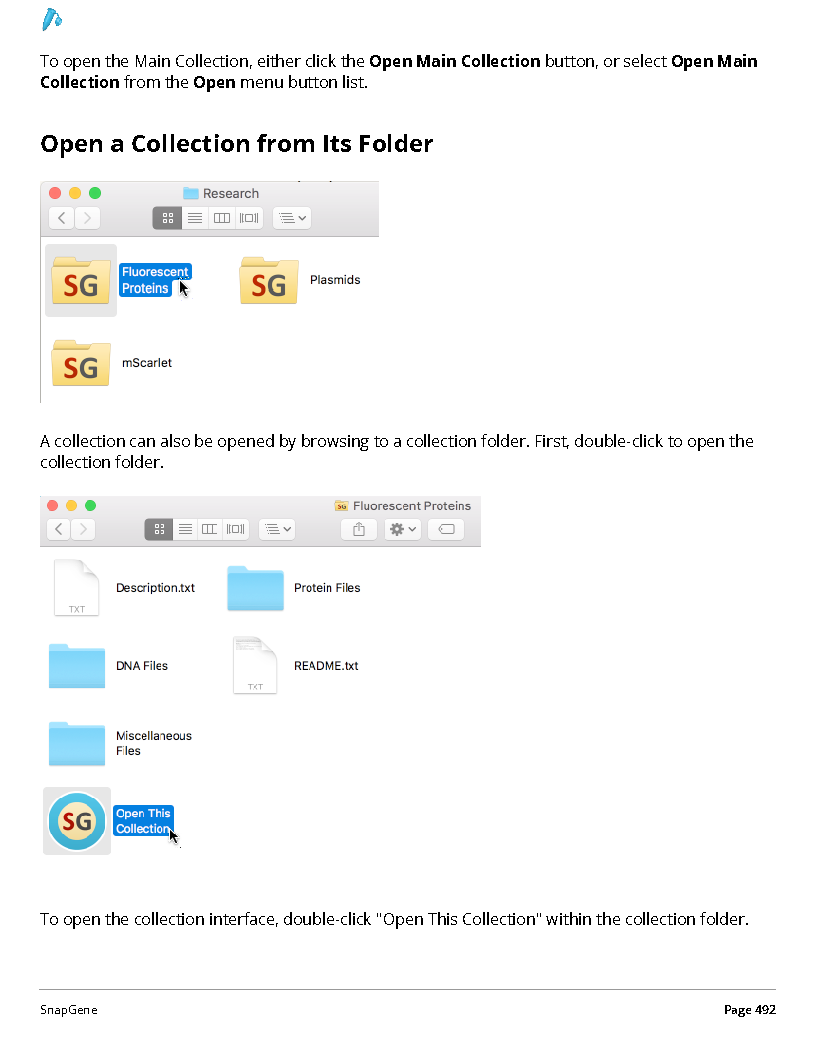 To open the Main Collection, either click the Open Main Collection button, or select Open Main
Collection from the Open menu button list.
Open a Collection from Its Folder
Research
SG
Fluorescent
Proteins
SG
Plasmids
SG
mScarlet
A collection can also be opened by browsing to a collection folder. First, double-click to open the
collection folder.
SG Fluorescent Proteins
TXT
Description.txt
Protein Files
DNA Files
TXT
README.txt
Miscellaneous
Files
SG
Open This
Collection
To open the collection interface, double-click "Open This Collection" within the collection folder.
SnapGene
Page 492